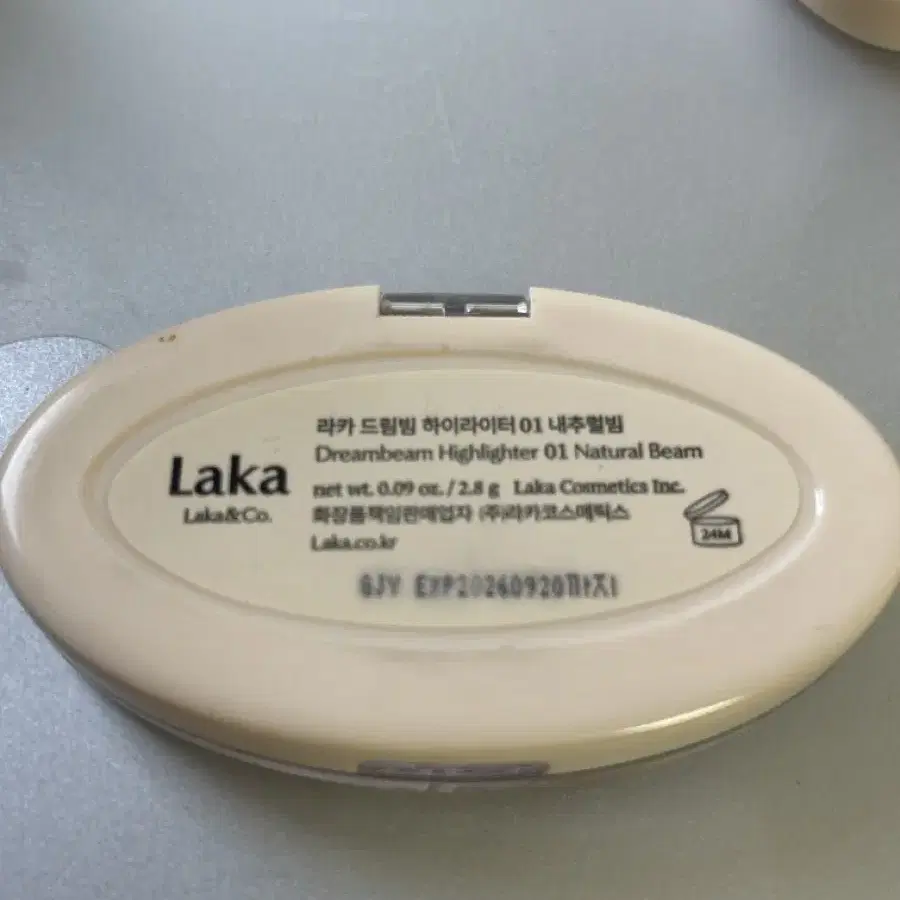 Laka
Laka&Co.
라카 드림빔 하이라이터 01 내추럴빔
Dreambeam Highlighter 01 Natural Beam
net wt. 0.09 oz. / 2.8 g Laka Cosmetics Inc.
화장품책임판매업자 (주)라카코스메틱스
Laka.co.kr
24M
GJY EXP20260920까지